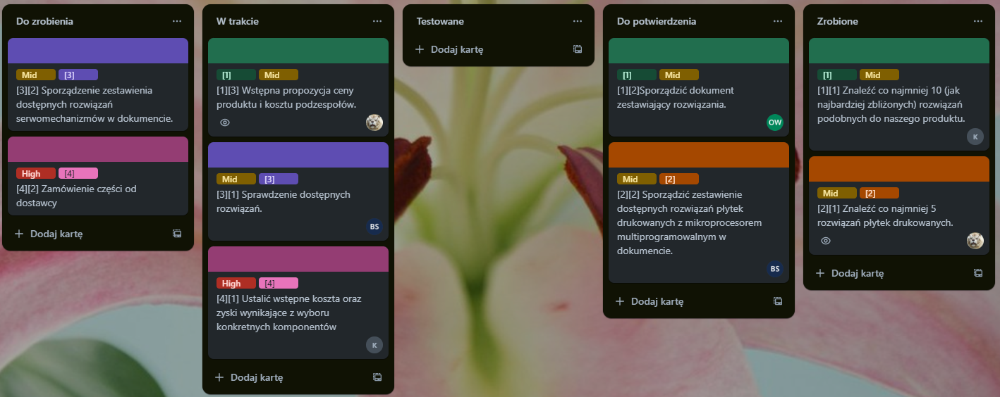 Do zrobienia
Mid [3]
[3][2] Sporządzenie zestawienia
dostępnych rozwiązań
serwomechanizmów w dokumencie.
High [4]
[4][2] Zamówienie części od
dostawcy
Dodaj kartę
W trakcie
[1] Mid
[1][3] Wstępna propozycja ceny
produktu i kosztu podzespołów.
Mid [3]
[3][1] Sprawdzenie dostępnych
rozwiązań.
BS
High [4]
[4][1] Ustalić wstępne koszta oraz
zyski wynikające z wyboru
konkretnych komponentów
K
Dodaj kartę
Testowane
Dodaj kartę
Do potwierdzenia
[1] Mid
[1][2]Sporządzić dokument
zestawiający rozwiązania.
OW
Mid [2]
[2][2] Sporządzić zestawienie
dostępnych rozwiązań płytek
drukowanych z mikroprocesorem
multiprogramowalnym w
dokumencie.
BS
Dodaj kartę
Zrobione
[1] Mid
[1][1] Znaleźć co najmniej 10 (jak
najbardziej zbliżonych) rozwiązań
podobnych do naszego produktu.
K
Mid [2]
[2][1] Znaleźć co najmniej 5
rozwiązań płytek drukowanych.
Dodaj kartę